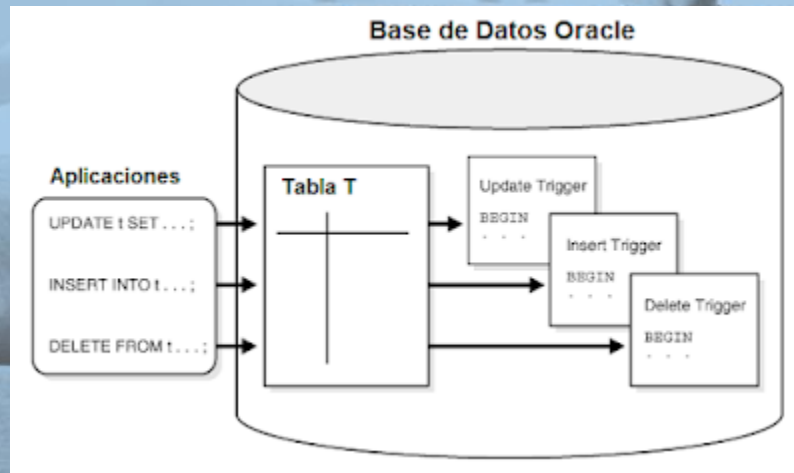 Base de Datos Oracle
Aplicaciones
UPDATE t SET . . . ;
INSERT INTO t . . . ;
DELETE FROM t . . . ;
Tabla T
Update Trigger
BEGIN
. . .
Insert Trigger
BEGIN
. . .
Delete Trigger
BEGIN
. . .